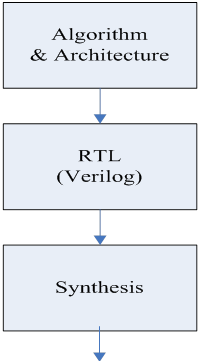 Algorithm
& Architecture
RTL
(Verilog)
Synthesis